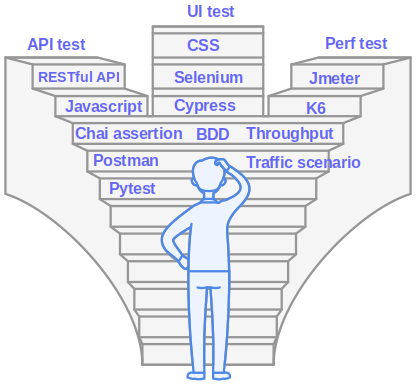 UI test
API test
Perf test
CSS
RESTful API
Selenium
Jmeter
Javascript
Cypress
K6
Chai assertion
BDD
Throughput
Postman
Traffic scenario
Pytest